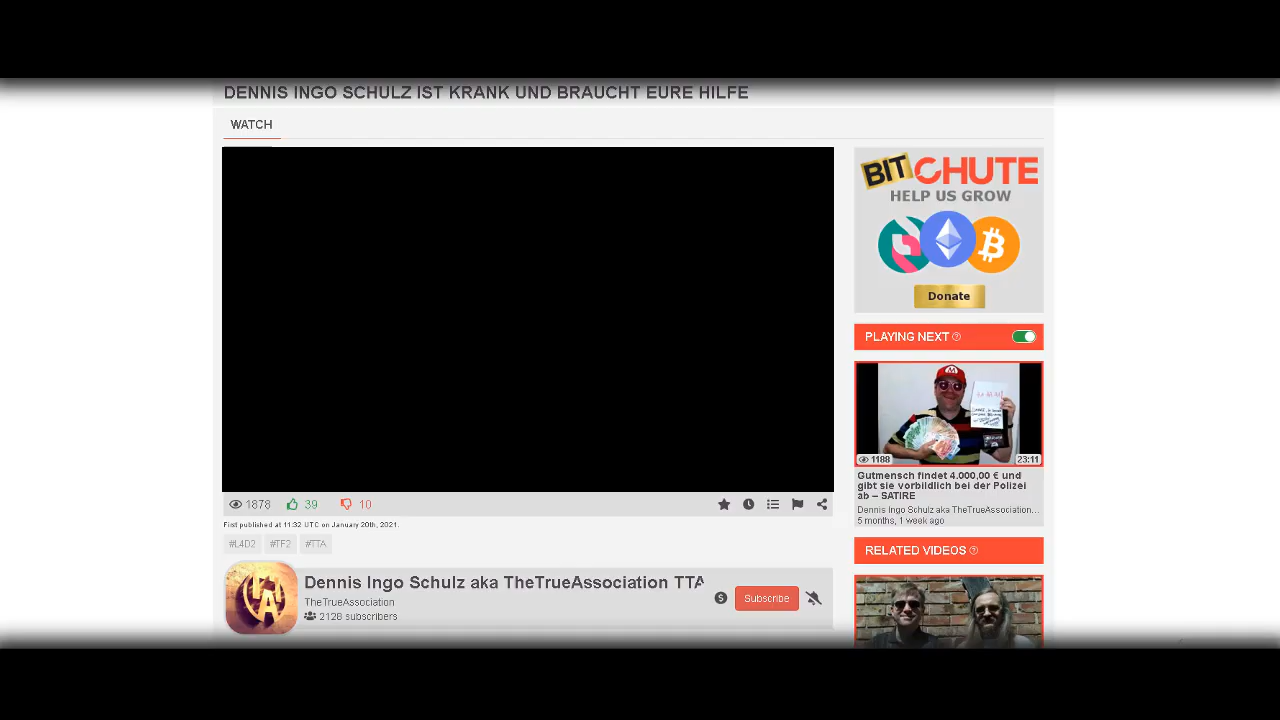 DENNIS INGO SCHULZ IST KRANK UND BRAUCHT EURE HILFE
WATCH
BIT CHUTE
HELP US GROW
Donate
PLAYING NEXT
1188
23:11
Gutmensch findet 4.000,00 € und
gibt sie vorbildlich bei der Polizei
ab – SATIRE
Dennis Ingo Schulz aka TheTrueAssociation...
5 months, 1 week ago
1878
39
10
First published at 11:32 UTC on January 20th, 2021.
#L4D2
#TF2
#TTA
RELATED VIDEOS
Dennis Ingo Schulz aka TheTrueAssociation TTA
TheTrueAssociation
2128 subscribers
Subscribe